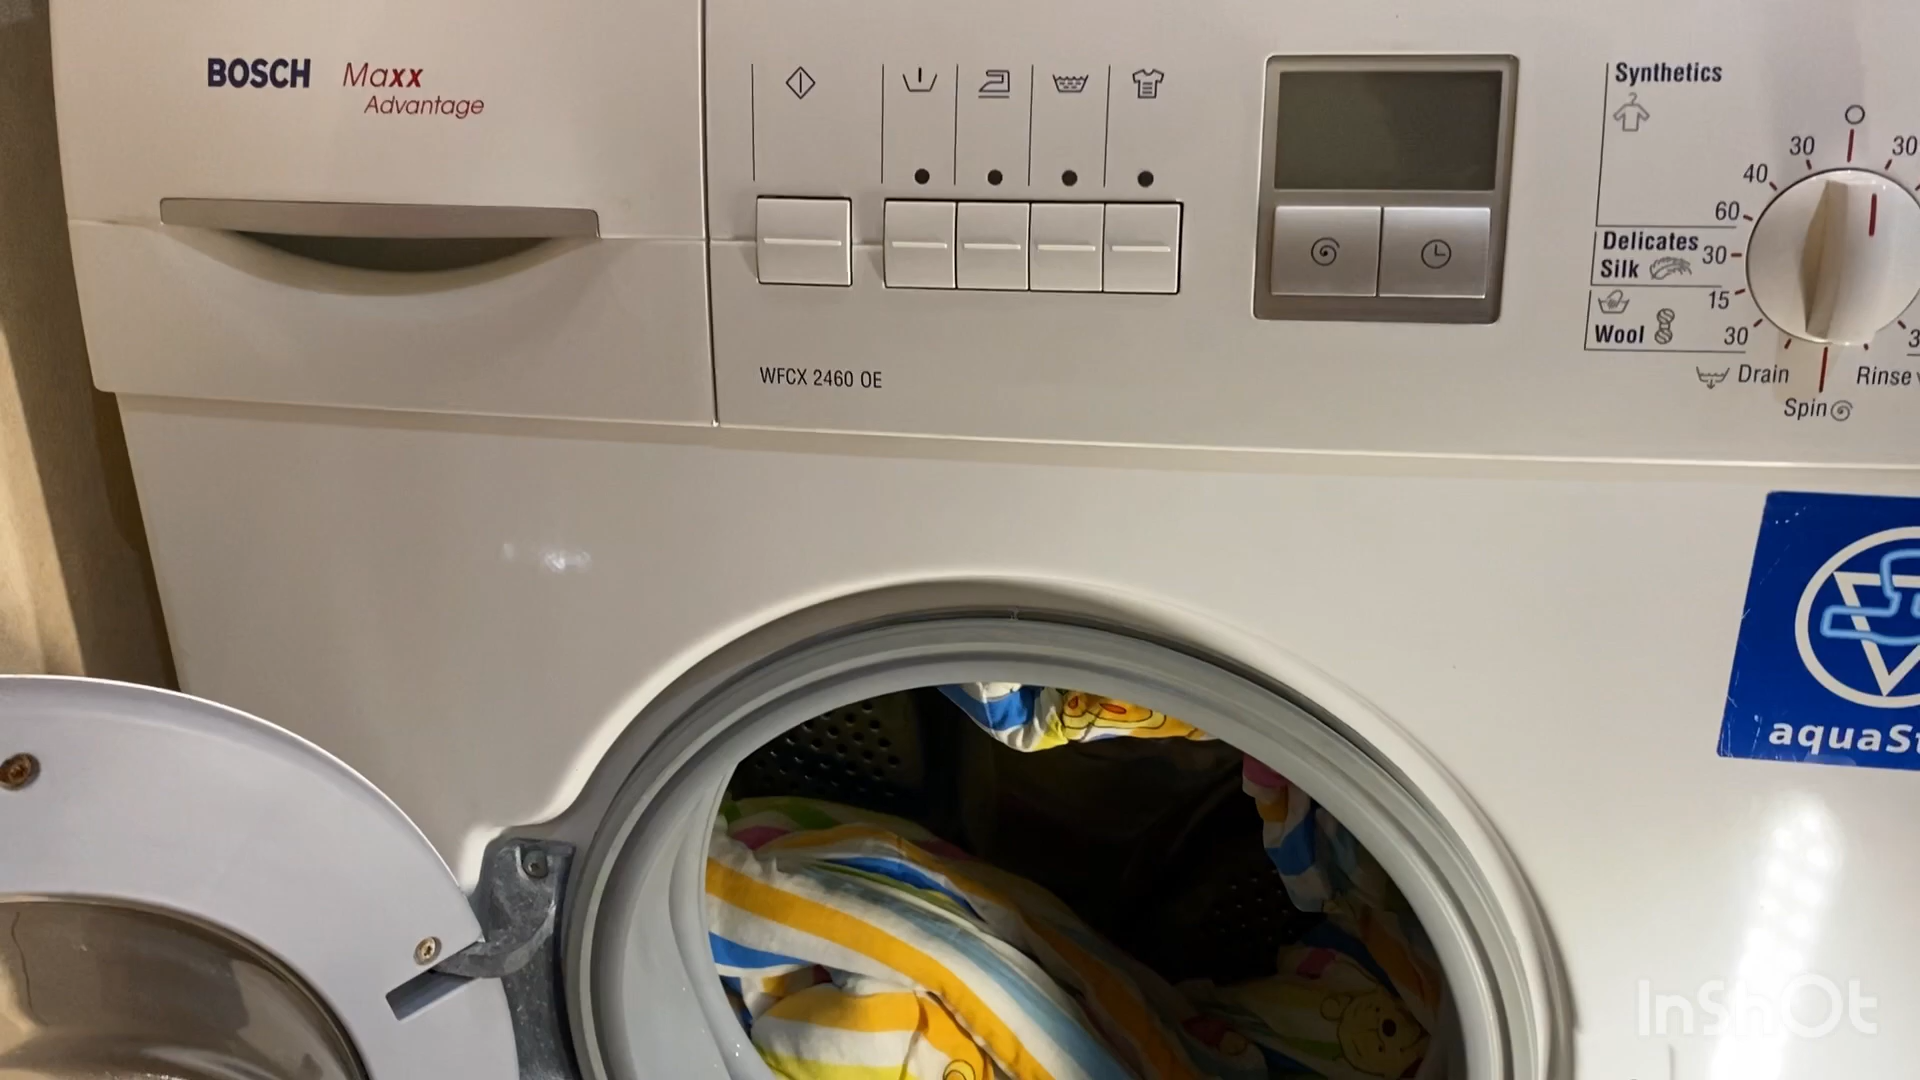 BOSCH Maxx
Advantage
WFCX 2460 OE
Synthetics
30
30
40
60
Delicates
Silk
30
15
Wool
30
Drain
Rinse
Spin
InShOt